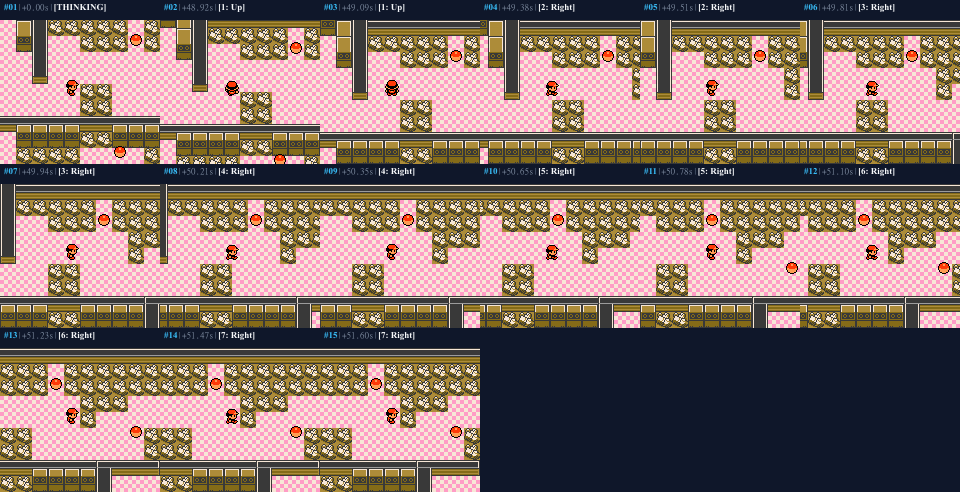 #01|+0.00s|[THINKING]
#02|+48.92s|[1: Up]
#03|+49.09s|[1: Up]
#04|+49.38s|[2: Right]
#05|+49.51s|[2: Right]
#06|+49.81s|[3: Right]
#07|+49.94s|[3: Right]
#08|+50.21s|[4: Right]
#09|+50.35s|[4: Right]
#10|+50.65s|[5: Right]
#11|+50.78s|[5: Right]
#12|+51.10s|[6: Right]
#13|+51.23s|[6: Right]
#14|+51.47s|[7: Right]
#15|+51.60s|[7: Right]